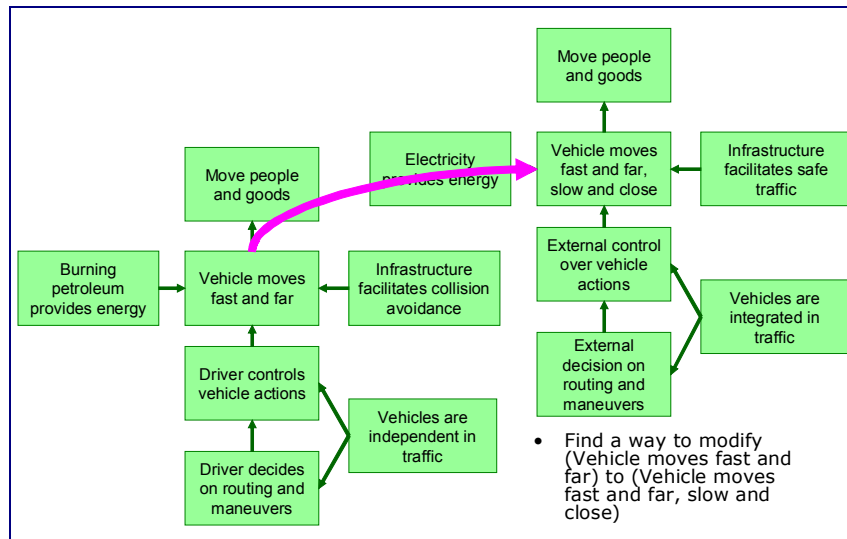 Move people
and goods
Burning
petroleum
provides energy
Vehicle moves
fast and far
Infrastructure
facilitates collision
avoidance
Driver controls
vehicle actions
Driver decides
on routing and
maneuvers
Vehicles are
independent in
traffic
Move people
and goods
Electricity
provides energy
Vehicle moves
fast and far,
slow and close
Infrastructure
facilitates safe
traffic
External control
over vehicle
actions
External
decision on
routing and
maneuvers
Vehicles are
integrated in
traffic
• Find a way to modify
(Vehicle moves fast and
far) to (Vehicle moves
fast and far, slow and
close)